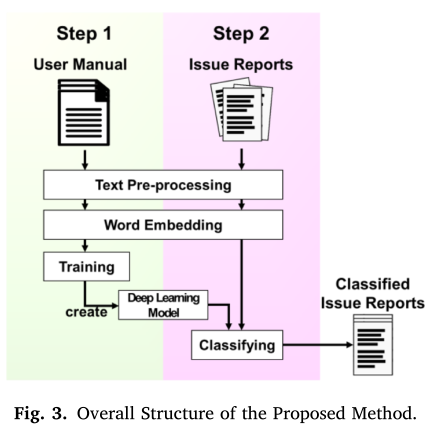 Step 1
Step 2
User Manual
Issue Reports
Text Pre-processing
Word Embedding
Training
create
Deep Learning
Model
Classifying
Classified
Issue Reports
Fig. 3. Overall Structure of the Proposed Method.